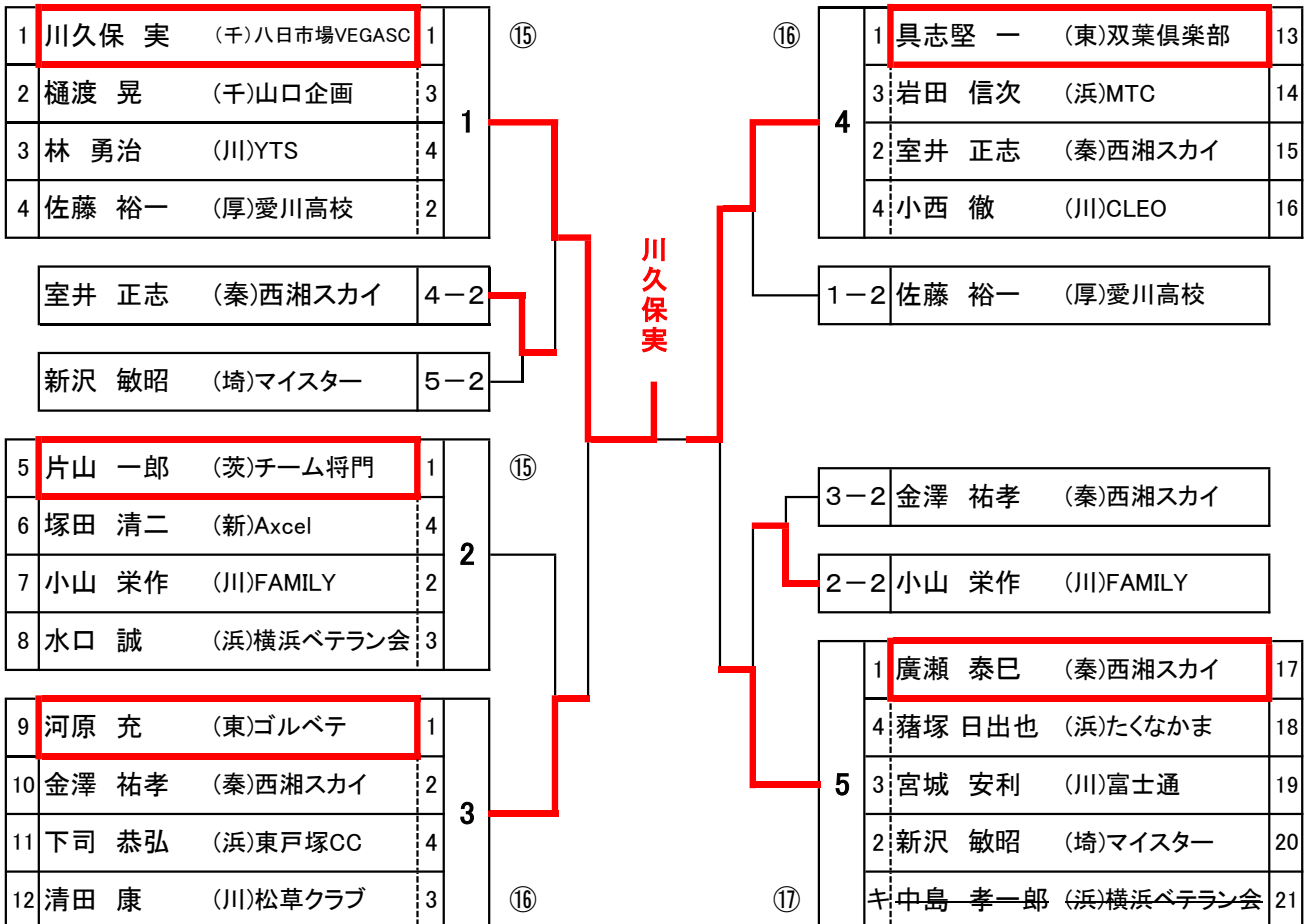 1 川久保 実 (千)八日市場VEGASC 1
2 樋渡 晃 (千)山口企画 3
3 林 勇治 (川)YTS 4
4 佐藤 裕一 (厚)愛川高校 2
1
⑮
室井 正志 (秦)西湘スカイ 4-2
新沢 敏昭 (埼)マイスター 5-2
5 片山 一郎 (茨)チーム将門 1
6 塚田 清二 (新)Axcel 4
7 小山 栄作 (川)FAMILY 2
8 水口 誠 (浜)横浜ベテラン会 3
2
⑮
9 河原 充 (東)ゴルベテ 1
10 金澤 祐孝 (秦)西湘スカイ 2
11 下司 恭弘 (浜)東戸塚CC 4
12 清田 康 (川)松草クラブ 3
3
⑯
川久保実
⑯
4
1 具志堅 一 (東)双葉倶楽部 13
3 岩田 信次 (浜)MTC 14
2 室井 正志 (秦)西湘スカイ 15
4 小西 徹 (川)CLEO 16
1-2 佐藤 裕一 (厚)愛川高校
3-2 金澤 祐孝 (秦)西湘スカイ
2-2 小山 栄作 (川)FAMILY
5
1 廣瀬 泰巳 (秦)西湘スカイ 17
4 藸塚 日出也 (浜)たくなかま 18
3 宮城 安利 (川)富士通 19
2 新沢 敏昭 (埼)マイスター 20
キ 中島 孝一郎 (浜)横浜ベテラン会 21
⑰